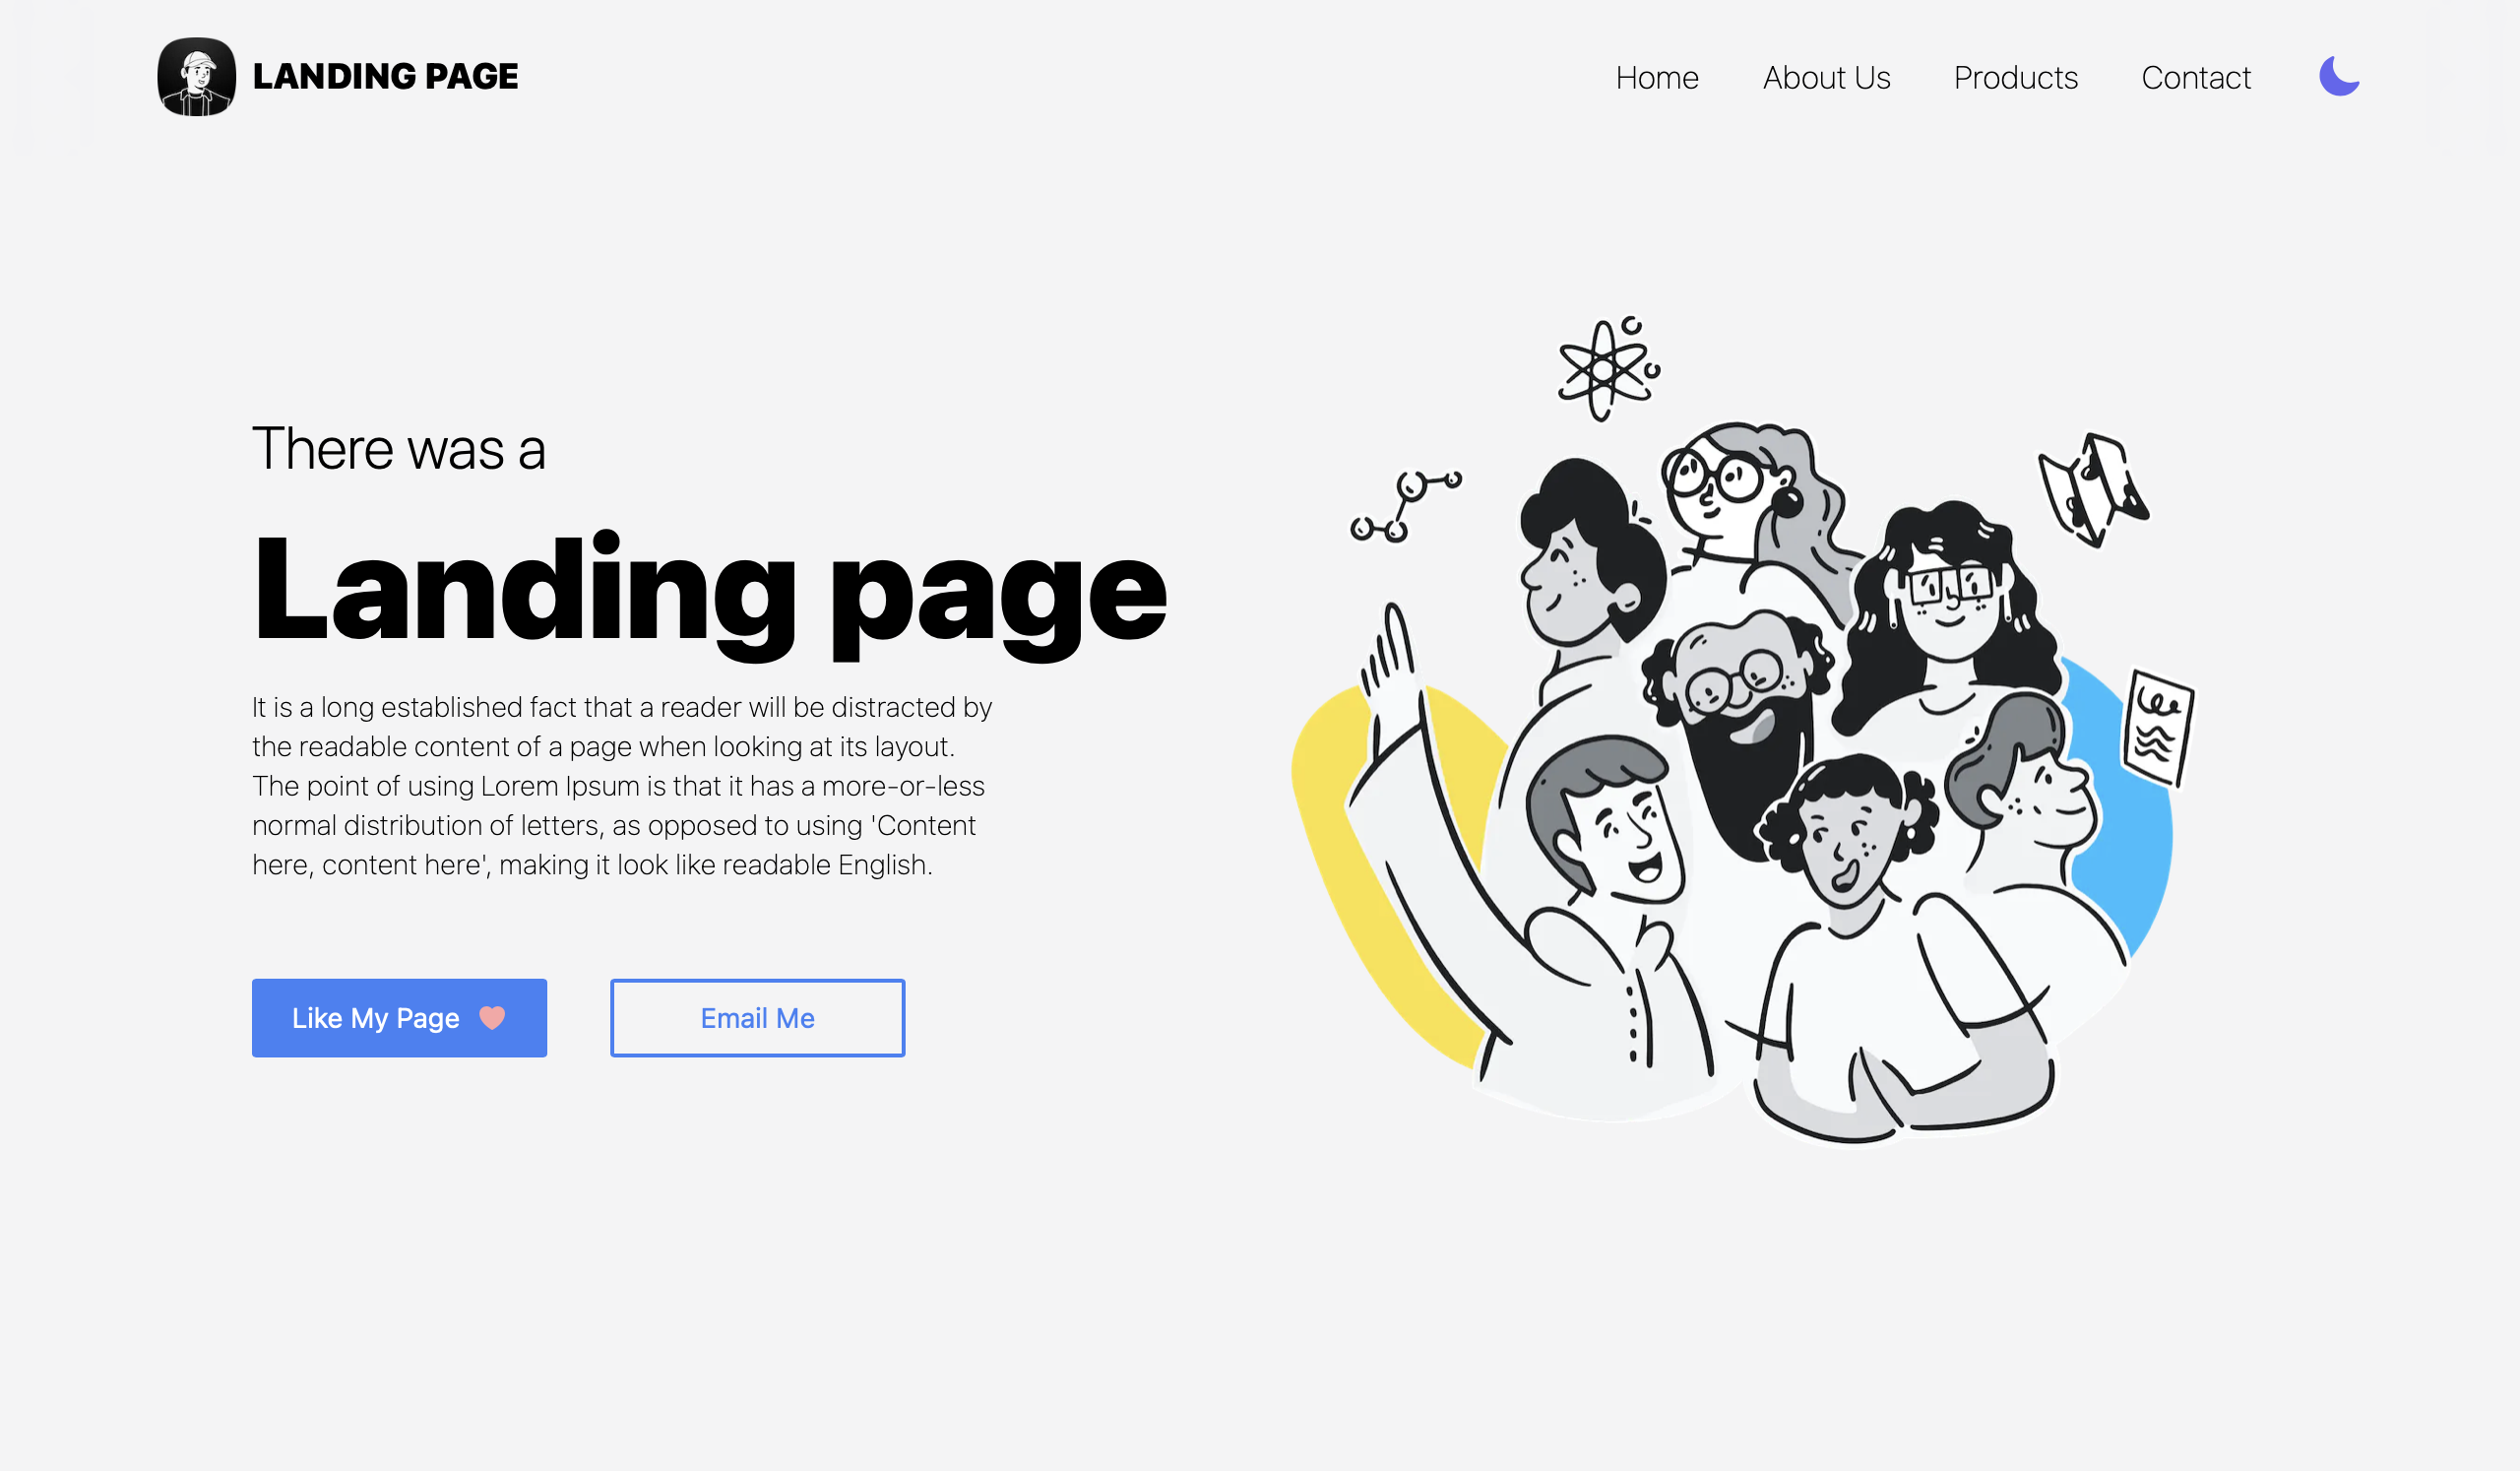 LANDING PAGE
Home
About Us
Products
Contact
There was a
Landing page
It is a long established fact that a reader will be distracted by
the readable content of a page when looking at its layout.
The point of using Lorem Ipsum is that it has a more-or-less
normal distribution of letters, as opposed to using 'Content
here, content here', making it look like readable English.
Like My Page
Email Me